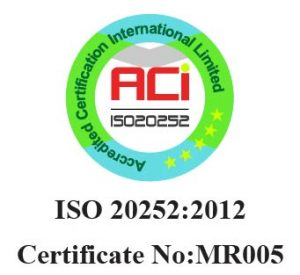 Accredited Certification International Limited
ACi
ISO20252
ISO 20252:2012
Certificate No:MR005